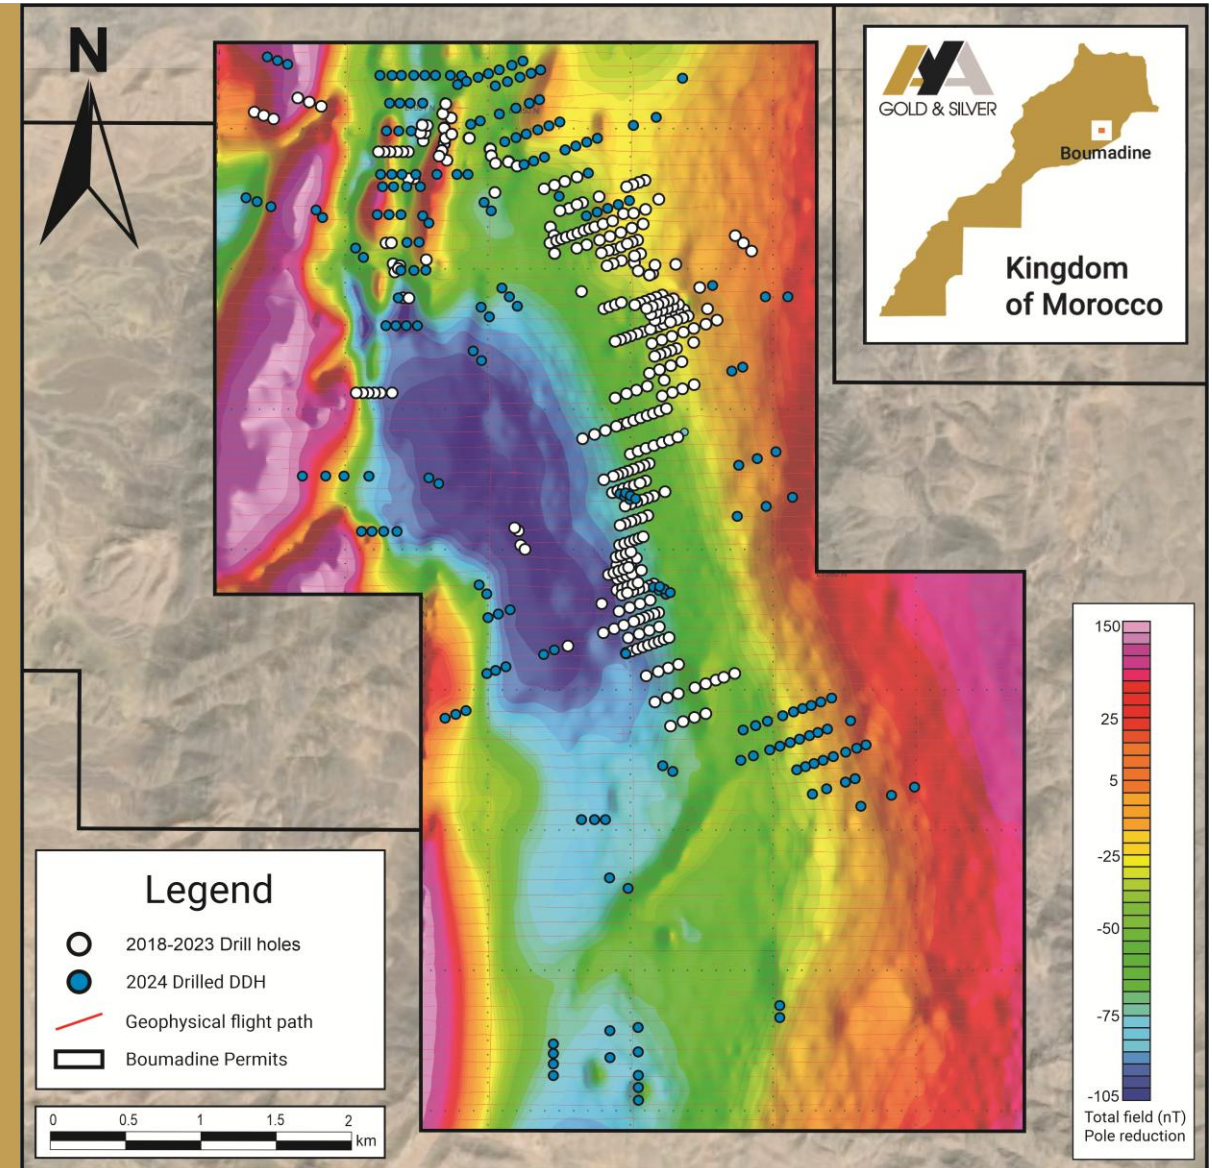 N
GOLD & SILVER
Boumadine
Kingdom
of Morocco
Legend
2018-2023 Drill holes
2024 Drilled DDH
Geophysical flight path
Boumadine Permits
0 0.5 1 1.5 2
km
150
25
5
-25
-50
-75
-105
Total field (nT)
Pole reduction